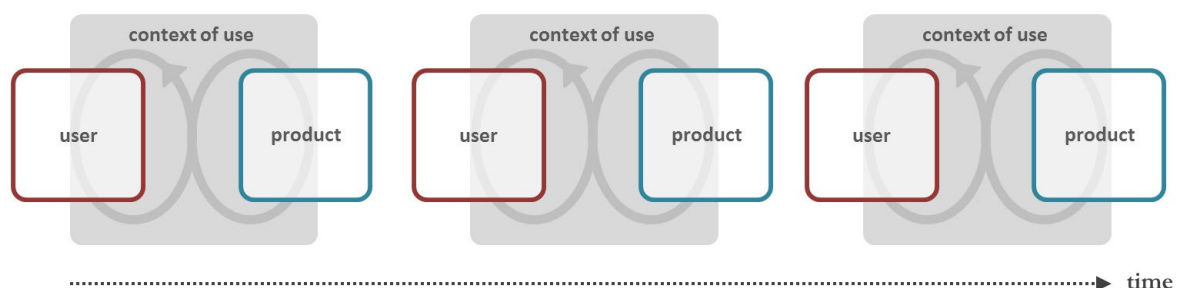 context of use
user
product
context of use
user
product
context of use
user
product
time